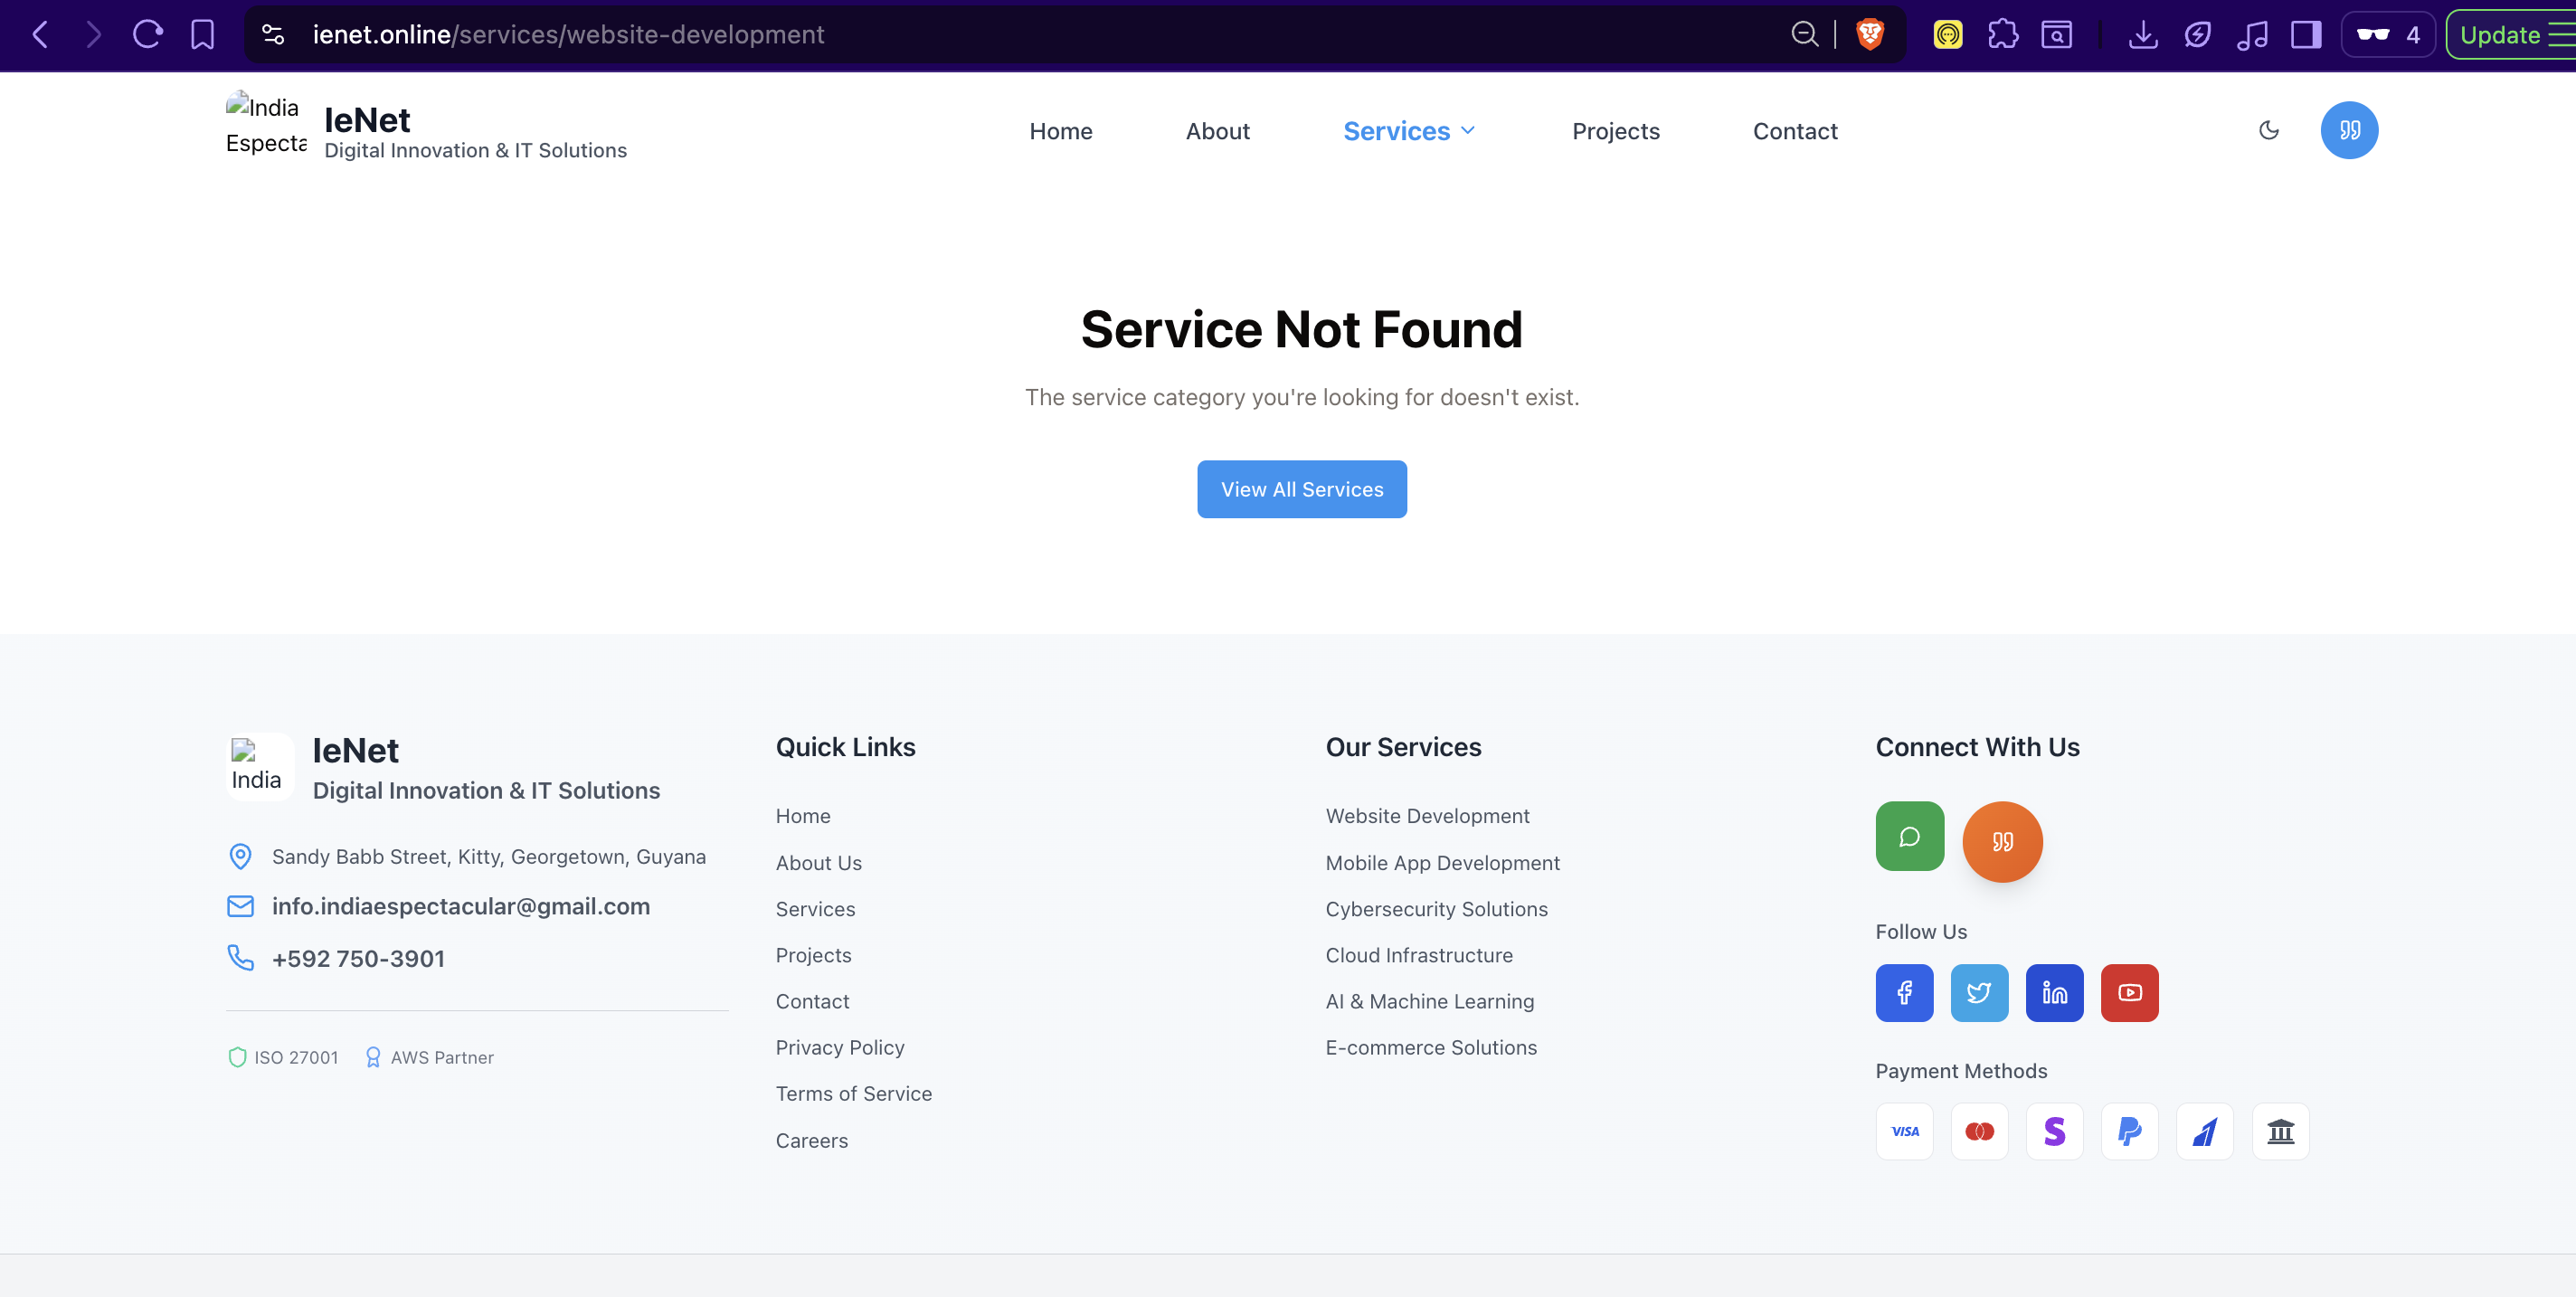 ienet.online/services/website-development
4
Update
India
Especta
IeNet
Digital Innovation & IT Solutions
Home
About
Services
Projects
Contact
Service Not Found
The service category you're looking for doesn't exist.
View All Services
India
IeNet
Digital Innovation & IT Solutions
Sandy Babb Street, Kitty, Georgetown, Guyana
info.indiaespectacular@gmail.com
+592 750-3901
ISO 27001
AWS Partner
Quick Links
Home
About Us
Services
Projects
Contact
Privacy Policy
Terms of Service
Careers
Our Services
Website Development
Mobile App Development
Cybersecurity Solutions
Cloud Infrastructure
AI & Machine Learning
E-commerce Solutions
Connect With Us
Follow Us
Payment Methods
VISA